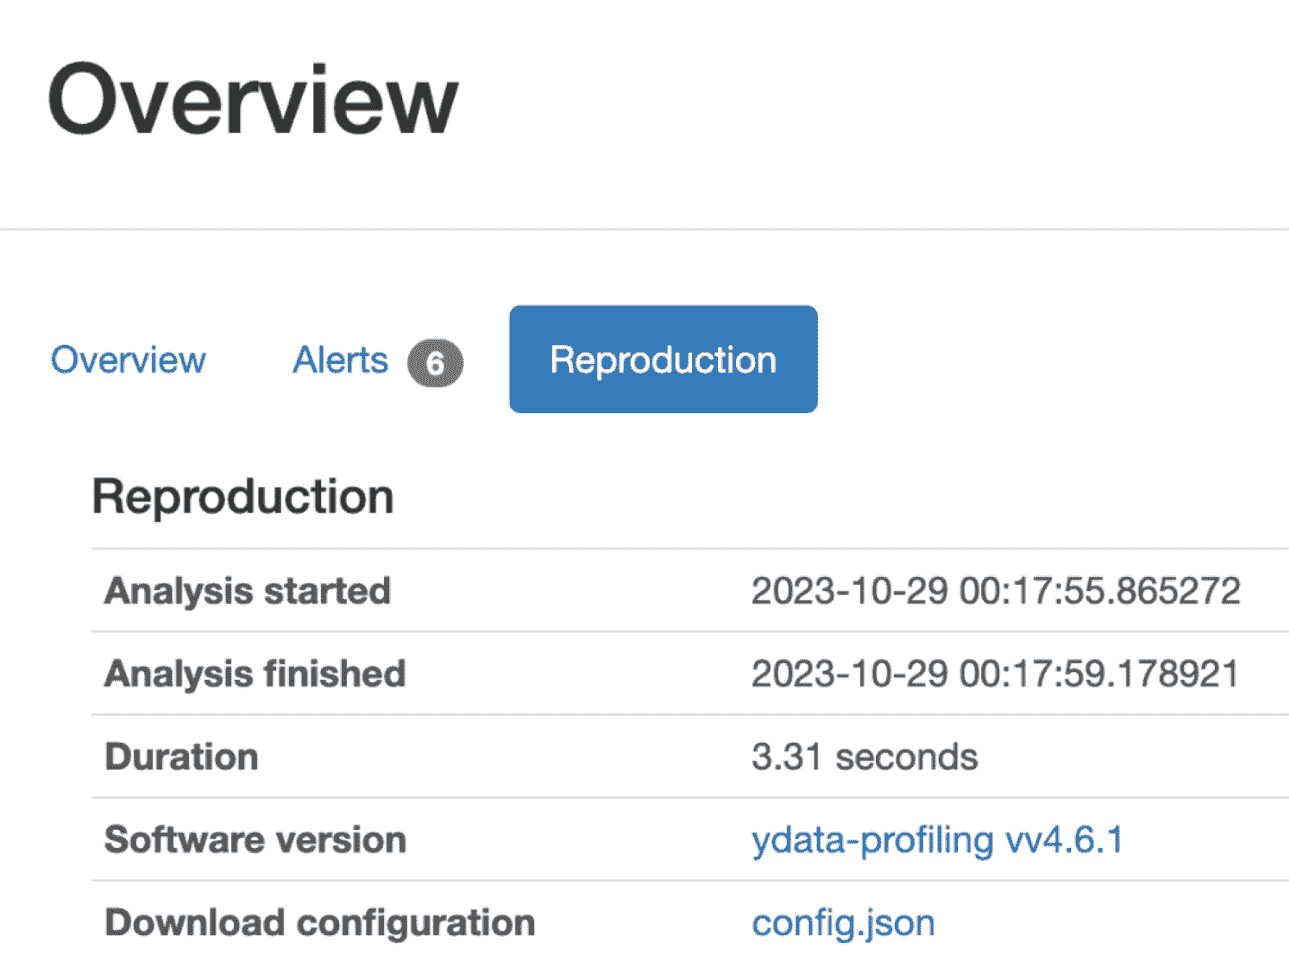 Overview
Overview Alerts 6 Reproduction
Reproduction
Analysis started 2023-10-29 00:17:55.865272
Analysis finished 2023-10-29 00:17:59.178921
Duration 3.31 seconds
Software version ydata-profiling vv4.6.1
Download configuration config.json